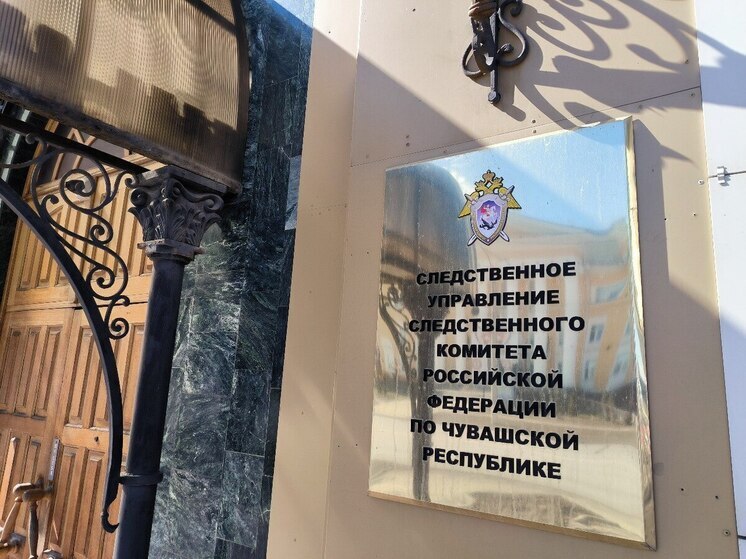 СЛЕДСТВЕННОЕ
УПРАВЛЕНИЕ
СЛЕДСТВЕННОГО
КОМИТЕТА
РОССИЙСКОЙ
ФЕДЕРАЦИИ
ПО ЧУВАШСКОЙ
РЕСПУБЛИКЕ